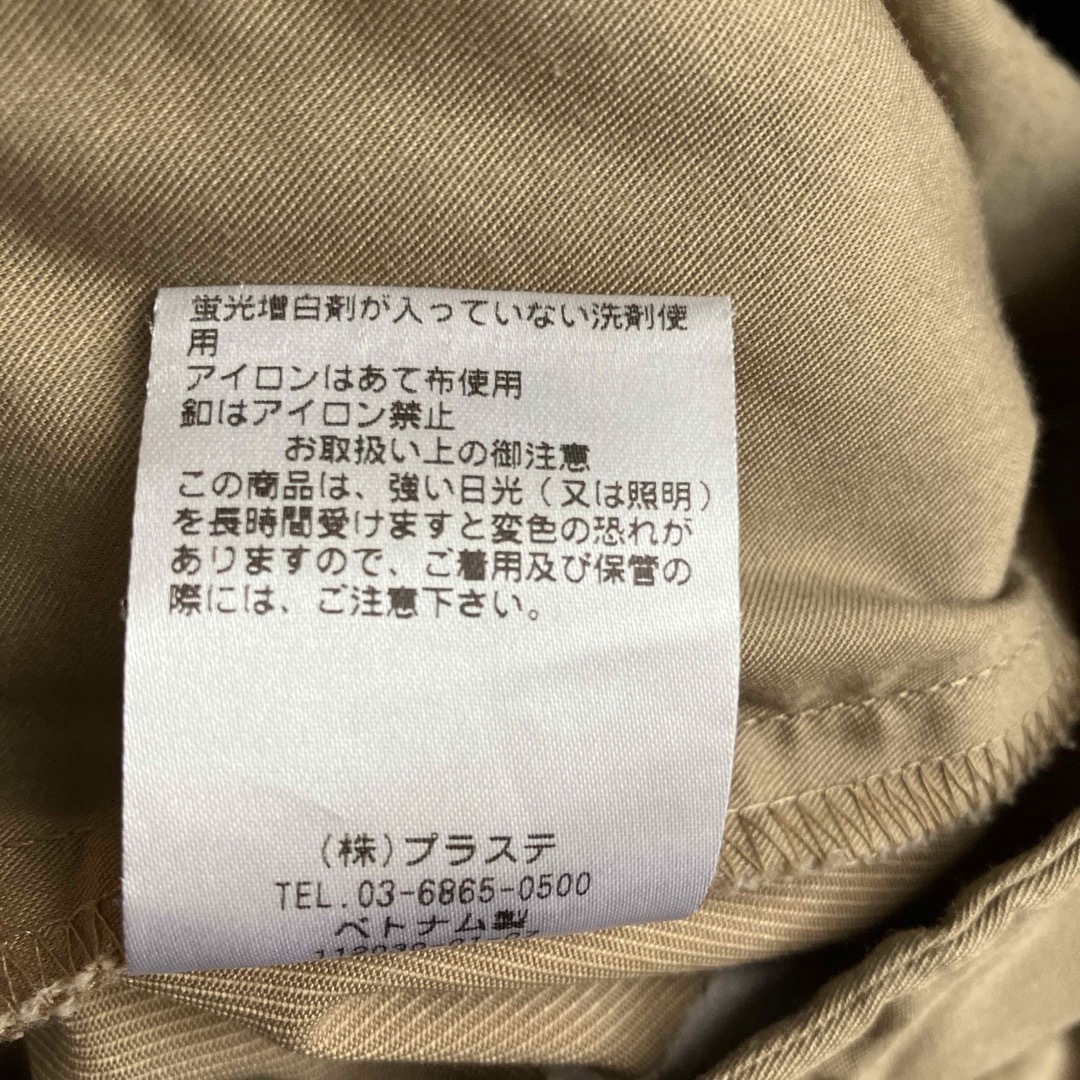 蛍光増白剤が入っていない洗剤使
用
アイロンはあて布使用
釦はアイロン禁止
お取扱い上の御注意
この商品は、強い日光(又は照明)
を長時間受けますと変色の恐れが
ありますので、ご着用及び保管の
際には、ご注意下さい。
(株)プラステ
TEL.03-6865-0500
ベトナム製